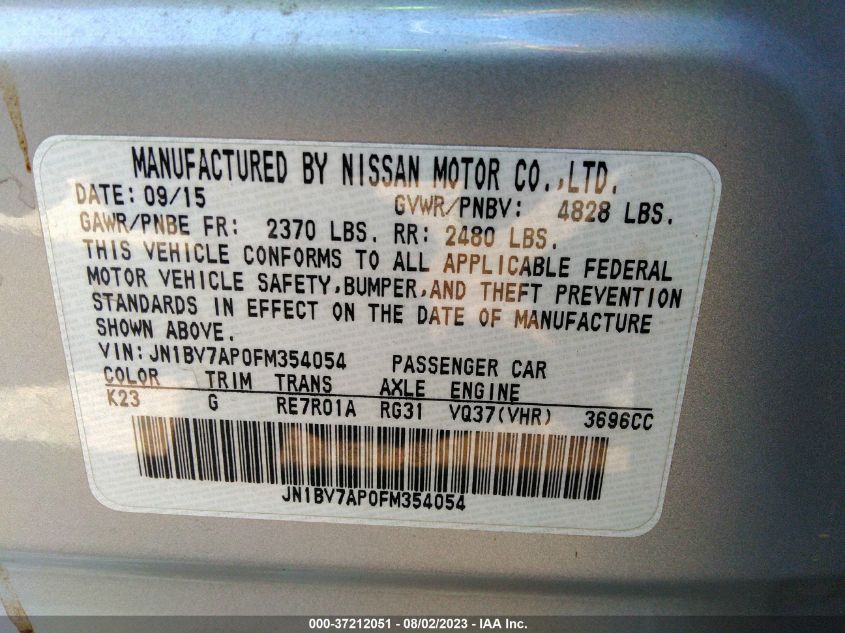 MANUFACTURED BY NISSAN MOTOR CO.,LTD.
DATE: 09/15 GVWR/PNBV: 4828 LBS.
GAWR/PNBE FR: 2370 LBS. RR: 2480 LBS.
THIS VEHICLE CONFORMS TO ALL APPLICABLE FEDERAL
MOTOR VEHICLE SAFETY,BUMPER,AND THEFT PREVENTION
STANDARDS IN EFFECT ON THE DATE OF MANUFACTURE
SHOWN ABOVE.
VIN: JN1BV7AP0FM354054 PASSENGER CAR
COLOR TRIM TRANS AXLE ENGINE
K23 G RE7R01A RG31 VQ37(VHR) 3696CC
JN1BV7AP0FM354054
000-37212051 - 08/02/2023 - IAA Inc.